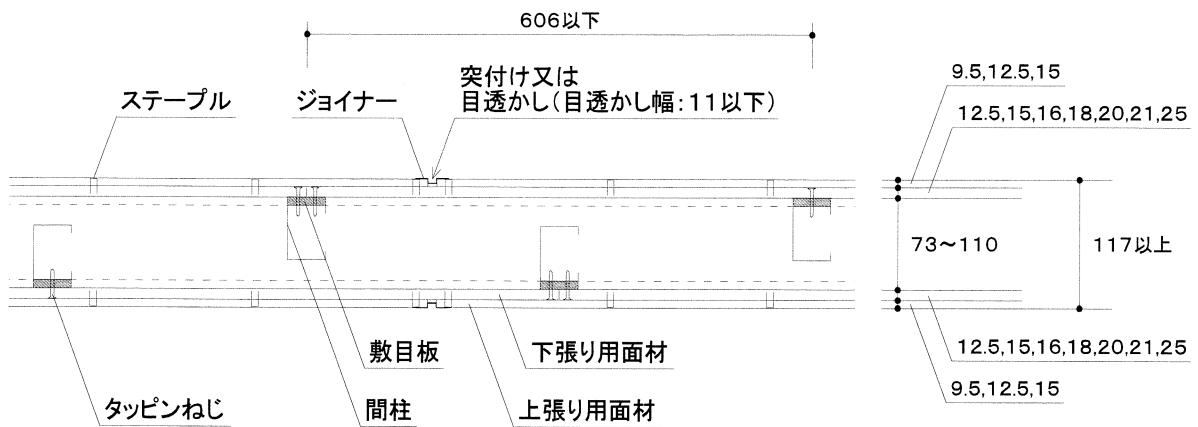 606以下
ステープル
ジョイナー
突付け又は
目透かし(目透かし幅:11以下)
9.5,12.5,15
12.5,15,16,18,20,21,25
73~110
117以上
敷目板
下張り用面材
12.5,15,16,18,20,21,25
9.5,12.5,15
タッピンねじ
間柱
上張り用面材